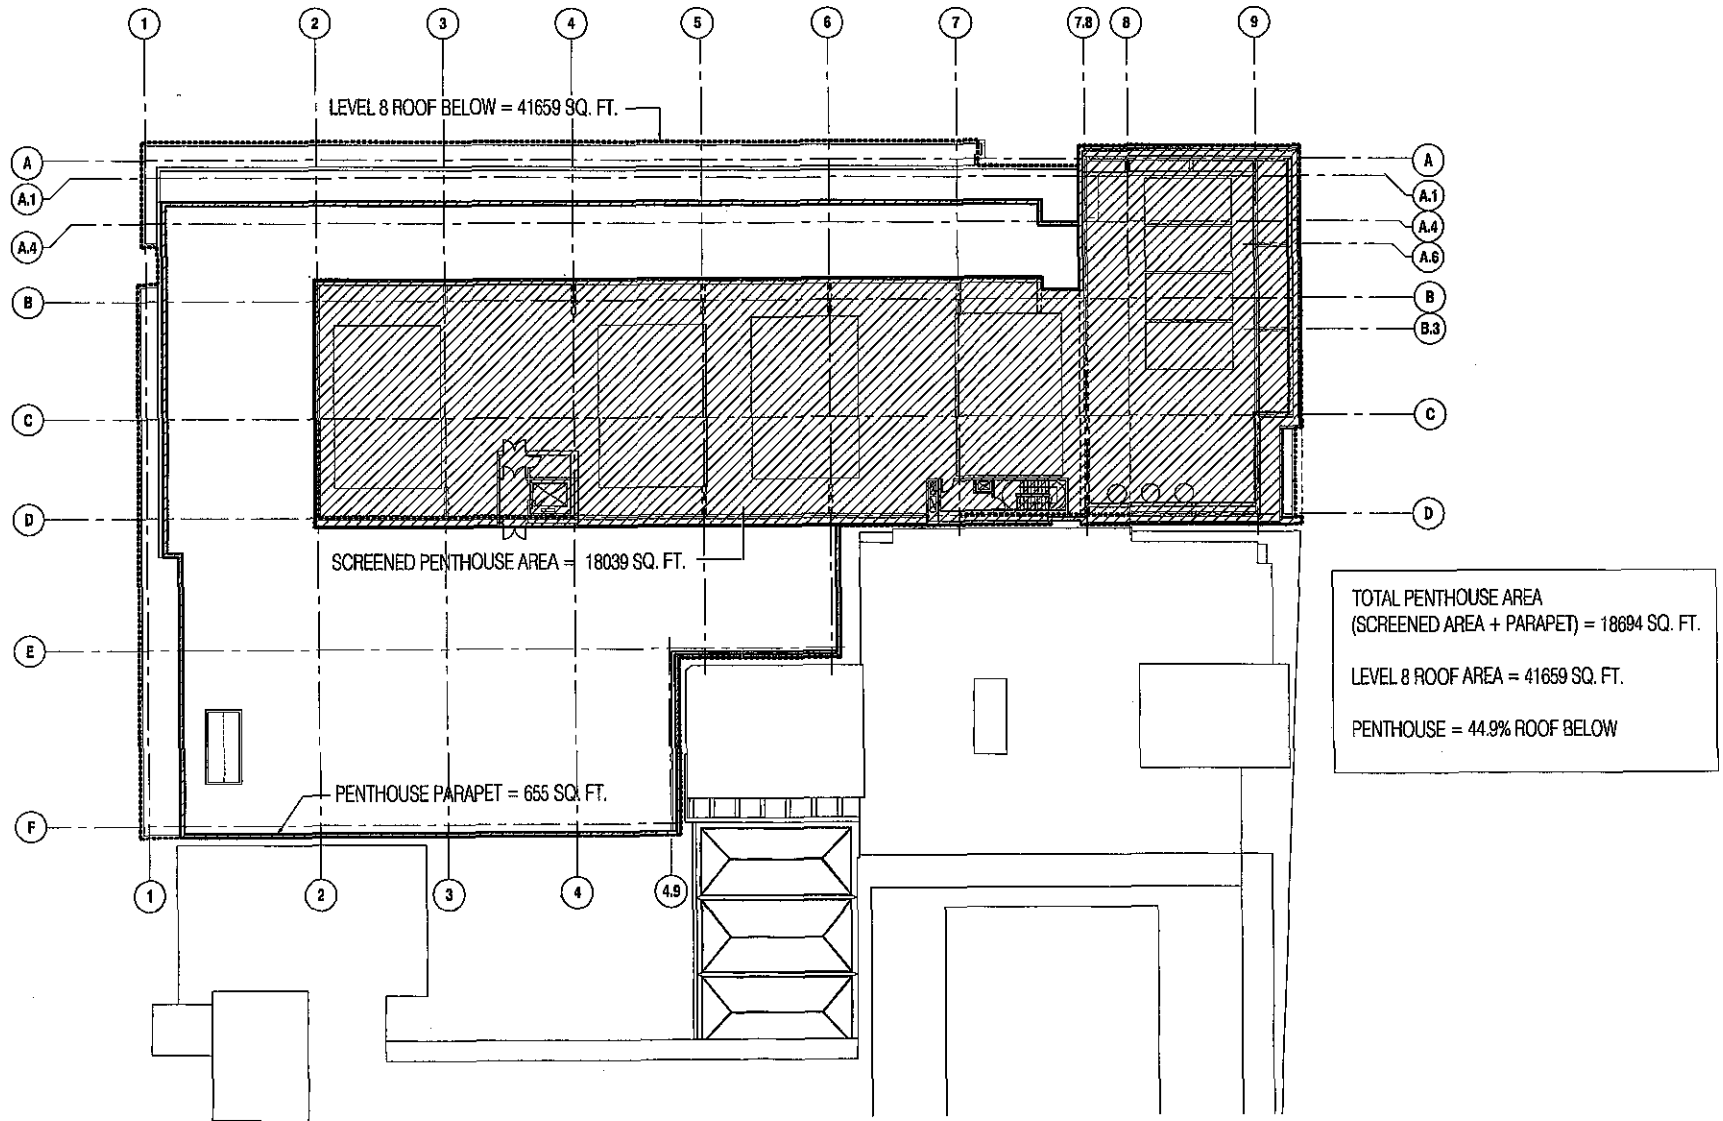 1 2 3 4 5 6 7 7.8 8 9
LEVEL 8 ROOF BELOW = 41659 SQ. FT.
A A
A.1 A.1
A.4 A.4
A.6
B B
B.3
C C
D D
SCREENED PENTHOUSE AREA = 18039 SQ. FT.
TOTAL PENTHOUSE AREA
(SCREENED AREA + PARAPET) = 18694 SQ. FT.
E
LEVEL 8 ROOF AREA = 41659 SQ. FT.
PENTHOUSE = 44.9% ROOF BELOW
PENTHOUSE PARAPET = 655 SQ. FT.
F
1 2 3 4 4.9